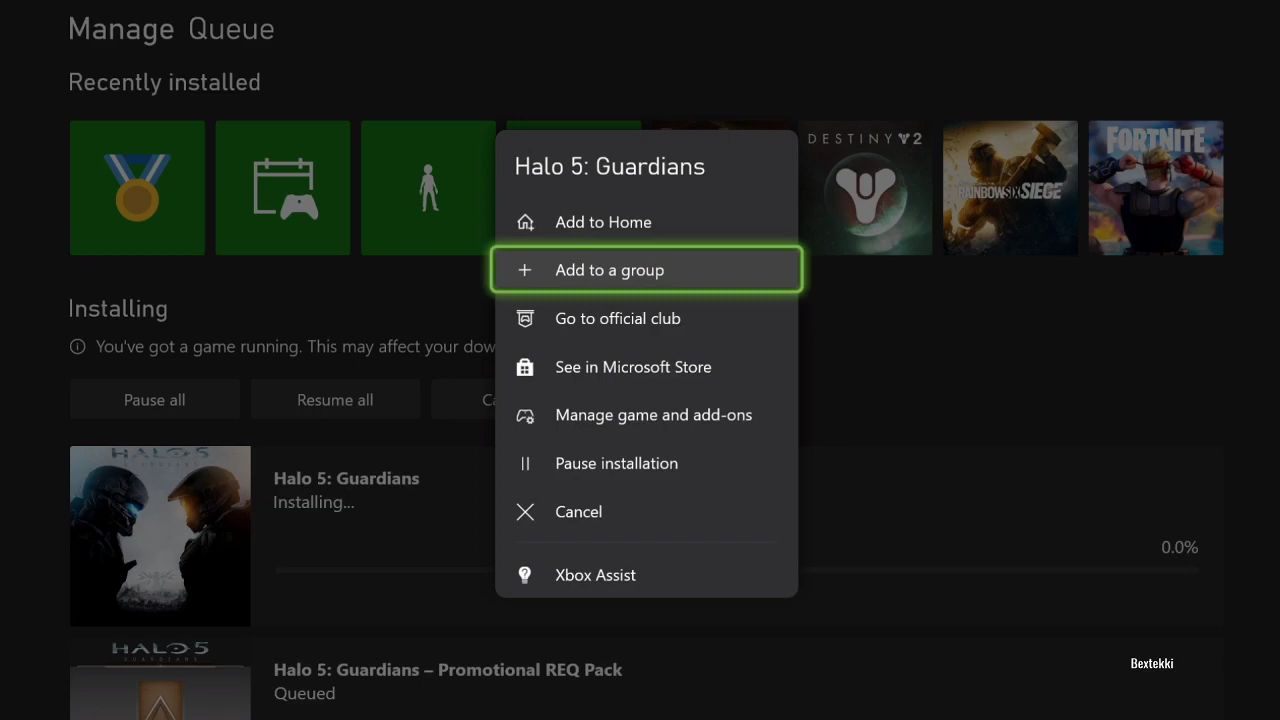 Manage Queue
Recently installed
DESTINY 2
RAINBOWSIX SIEGE
FORTNITE
Halo 5: Guardians
Add to Home
Add to a group
Go to official club
See in Microsoft Store
Manage game and add-ons
Pause installation
Cancel
Xbox Assist
Installing
You've got a game running. This may affect your dow
Pause all
Resume all
Ca
HALO 5
GUARDIANS
Halo 5: Guardians
Installing...
0.0%
HALO 5
GUARDIANS
Halo 5: Guardians – Promotional REQ Pack
Queued
Bextekki